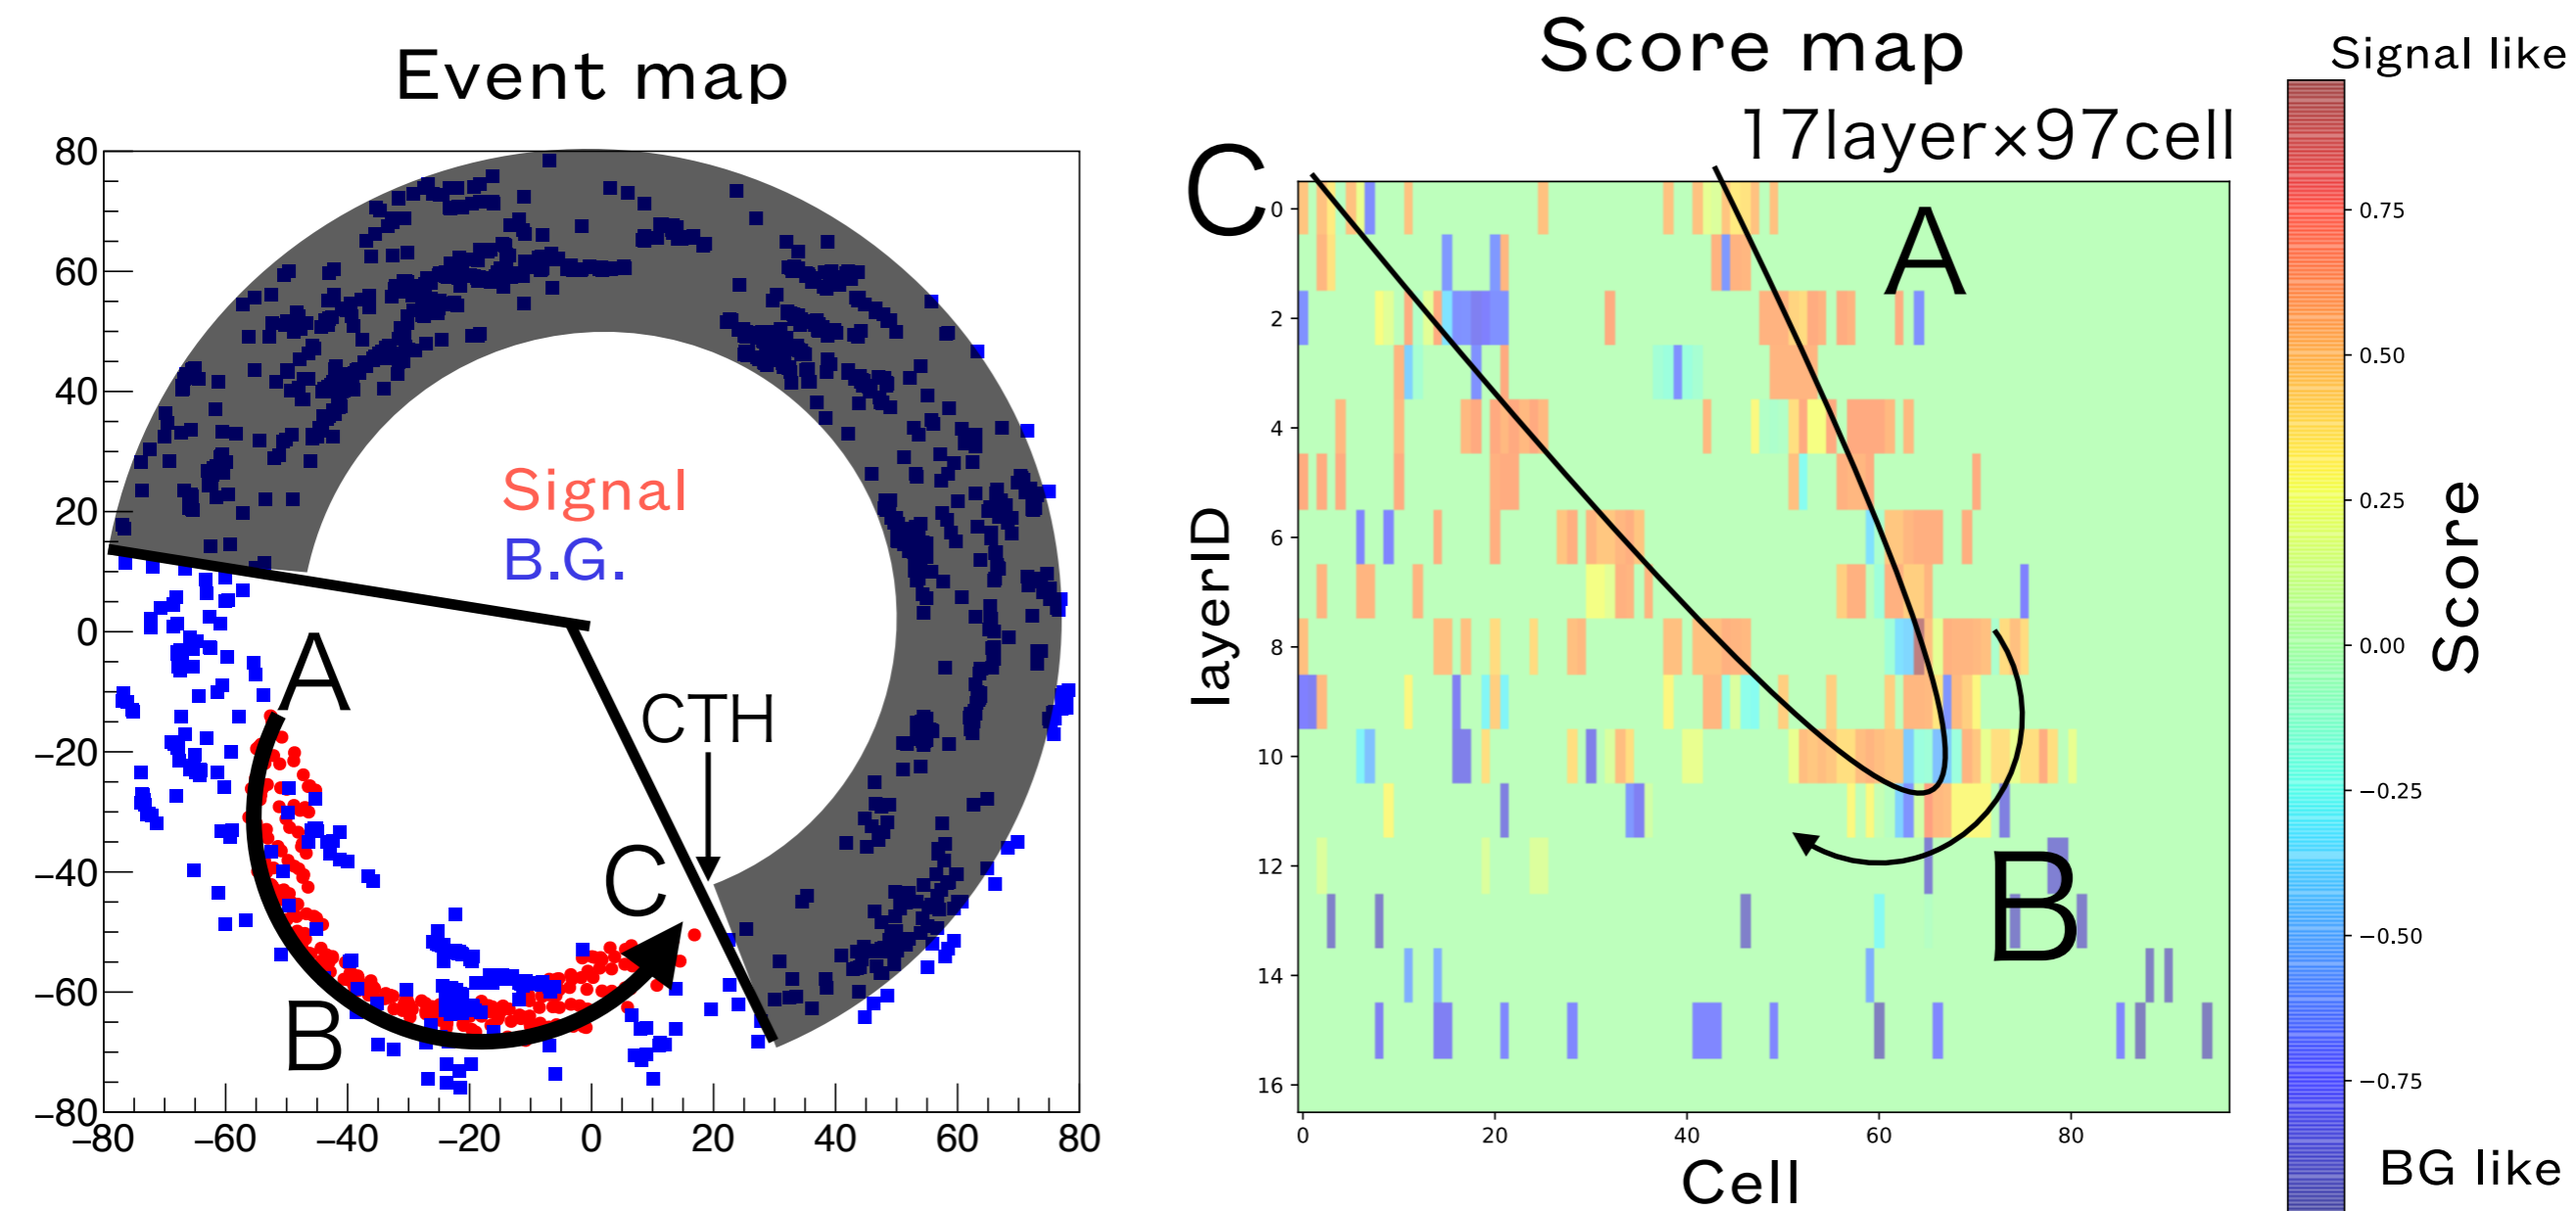 Event map
80
60
40
20
0
−20
−40
−60
−80
−80 −60 −40 −20 0 20 40 60 80
Signal
B.G.
A
B
C
CTH
Score map
17layer×97cell
C
A
B
layerID
0
2
4
6
8
10
12
14
16
0 20 40 60 80
Cell
Signal like
0.75
0.50
0.25
0.00
−0.25
−0.50
−0.75
Score
BG like